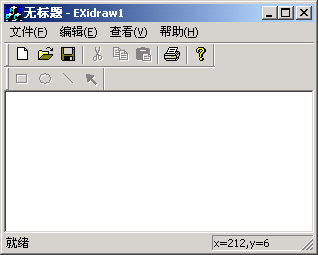 无标题 - EXidraw1
文件(F) 编辑(E) 查看(V) 帮助(H)
就绪 x=212,y=6